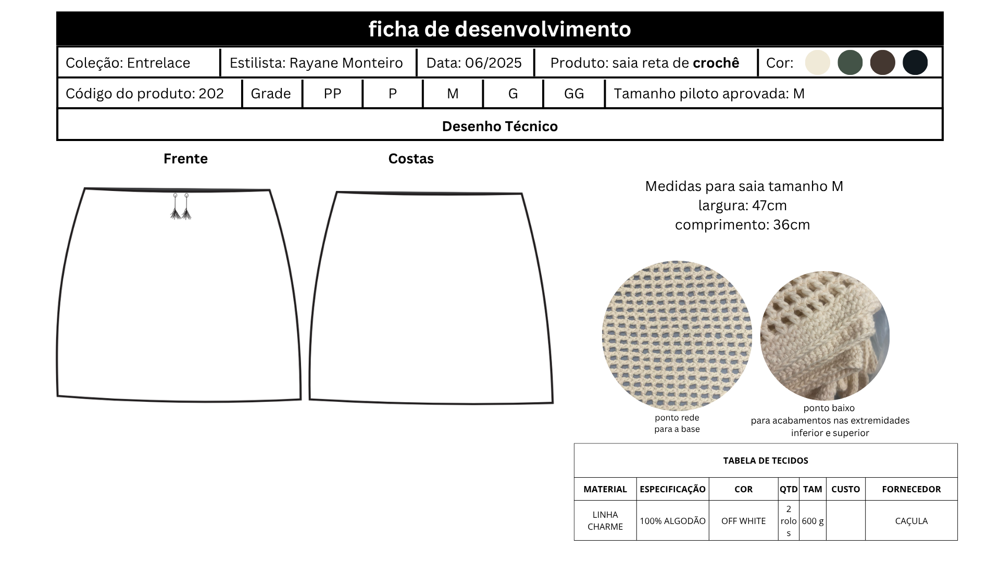 ficha de desenvolvimento
Coleção: Entrelace
Estilista: Rayane Monteiro
Data: 06/2025
Produto: saia reta de crochê
Cor:
Código do produto: 202
Grade
PP
P
M
G
GG
Tamanho piloto aprovada: M
Desenho Técnico
Frente
Costas
Medidas para saia tamanho M
largura: 47cm
comprimento: 36cm
ponto rede
para a base
ponto baixo
para acabamentos nas extremidades
inferior e superior
TABELA DE TECIDOS
MATERIAL
ESPECIFICAÇÃO
COR
QTD
TAM
CUSTO
FORNECEDOR
LINHA
CHARME
100% ALGODÃO
OFF WHITE
2
rolo
s
600 g
CAÇULA